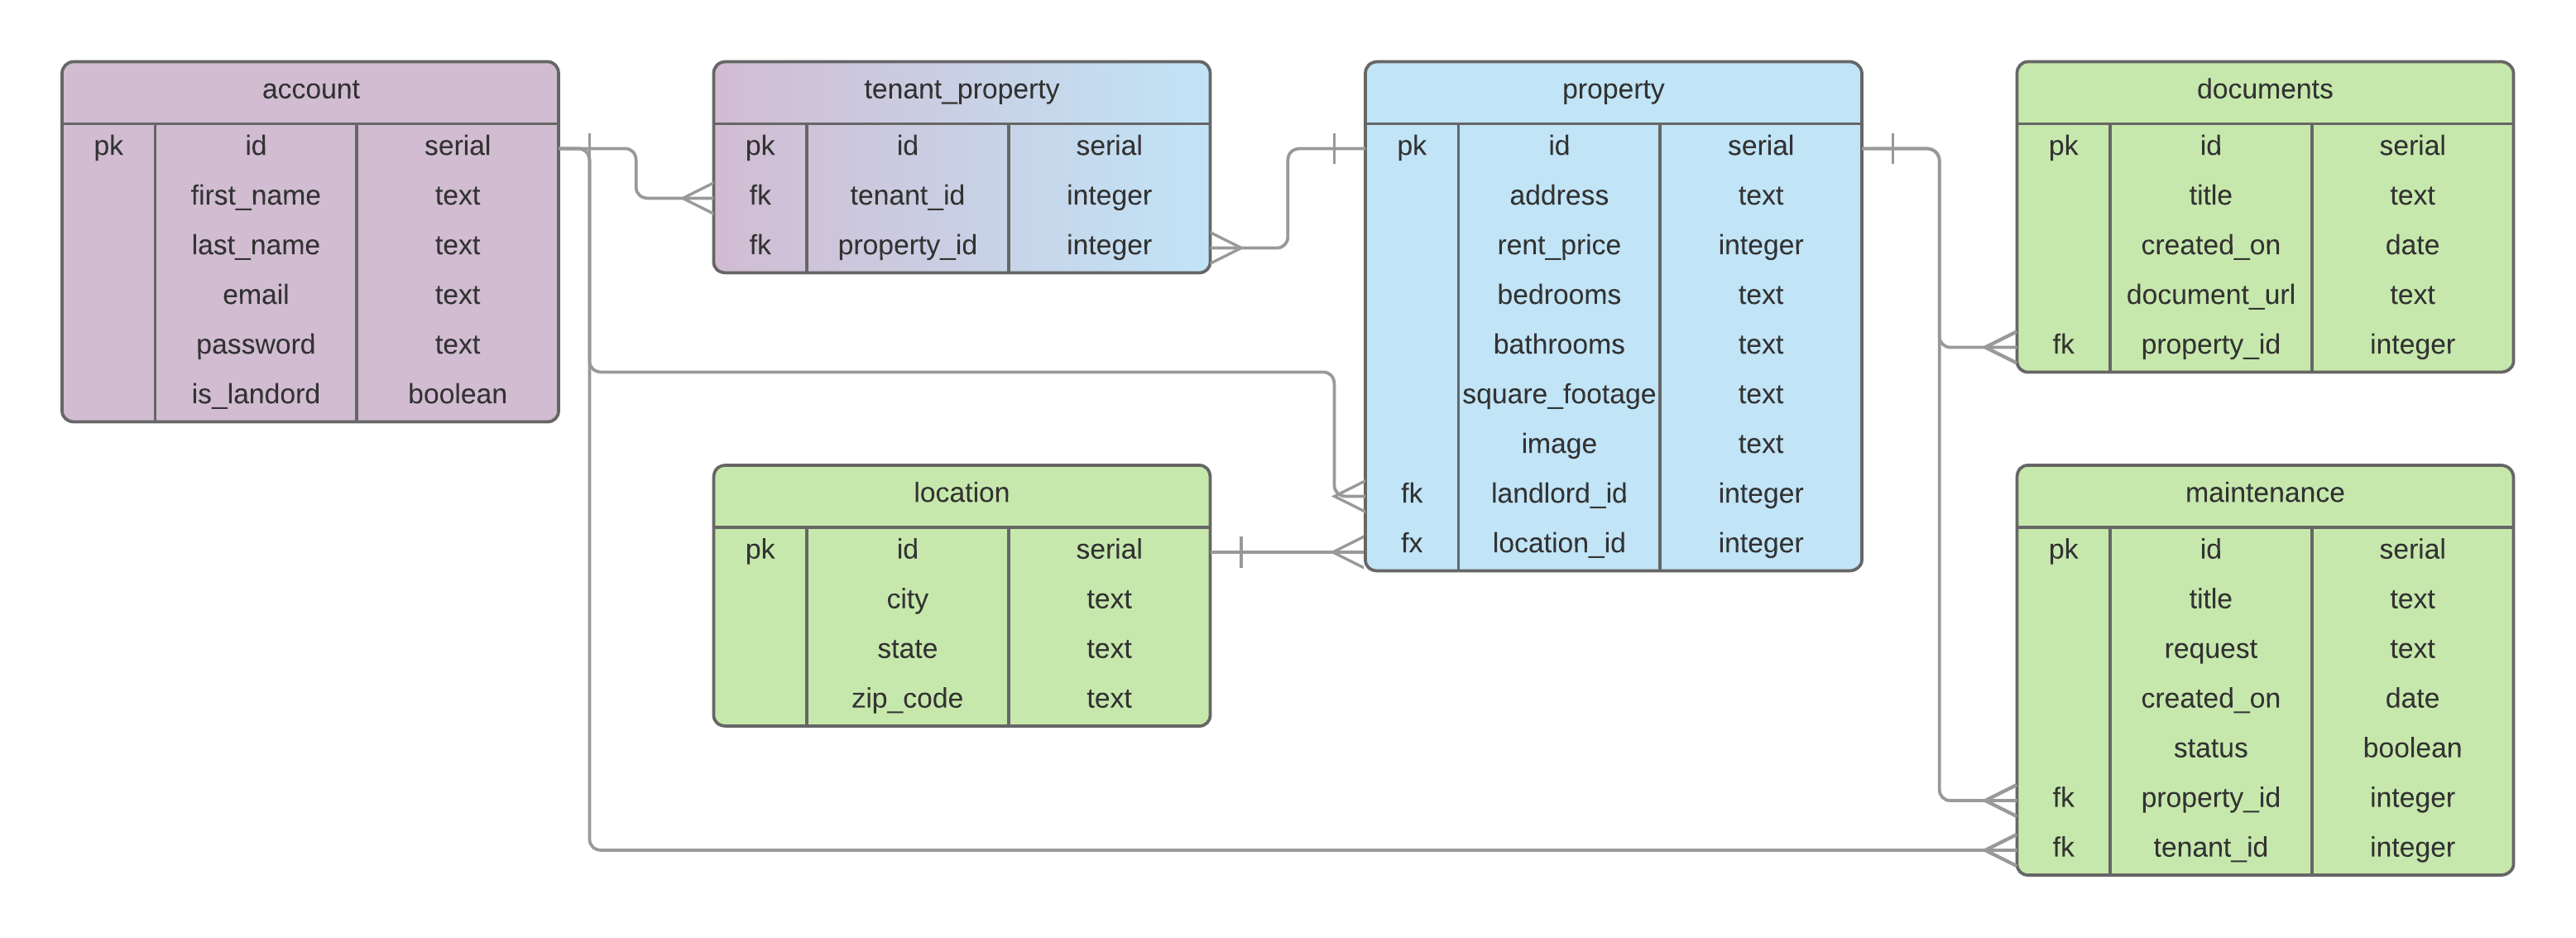 account
pk id serial
first_name text
last_name text
email text
password text
is_landord boolean
tenant_property
pk id serial
fk tenant_id integer
fk property_id integer
property
pk id serial
address text
rent_price integer
bedrooms text
bathrooms text
square_footage text
image text
fk landlord_id integer
fx location_id integer
documents
pk id serial
title text
created_on date
document_url text
fk property_id integer
location
pk id serial
city text
state text
zip_code text
maintenance
pk id serial
title text
request text
created_on date
status boolean
fk property_id integer
fk tenant_id integer